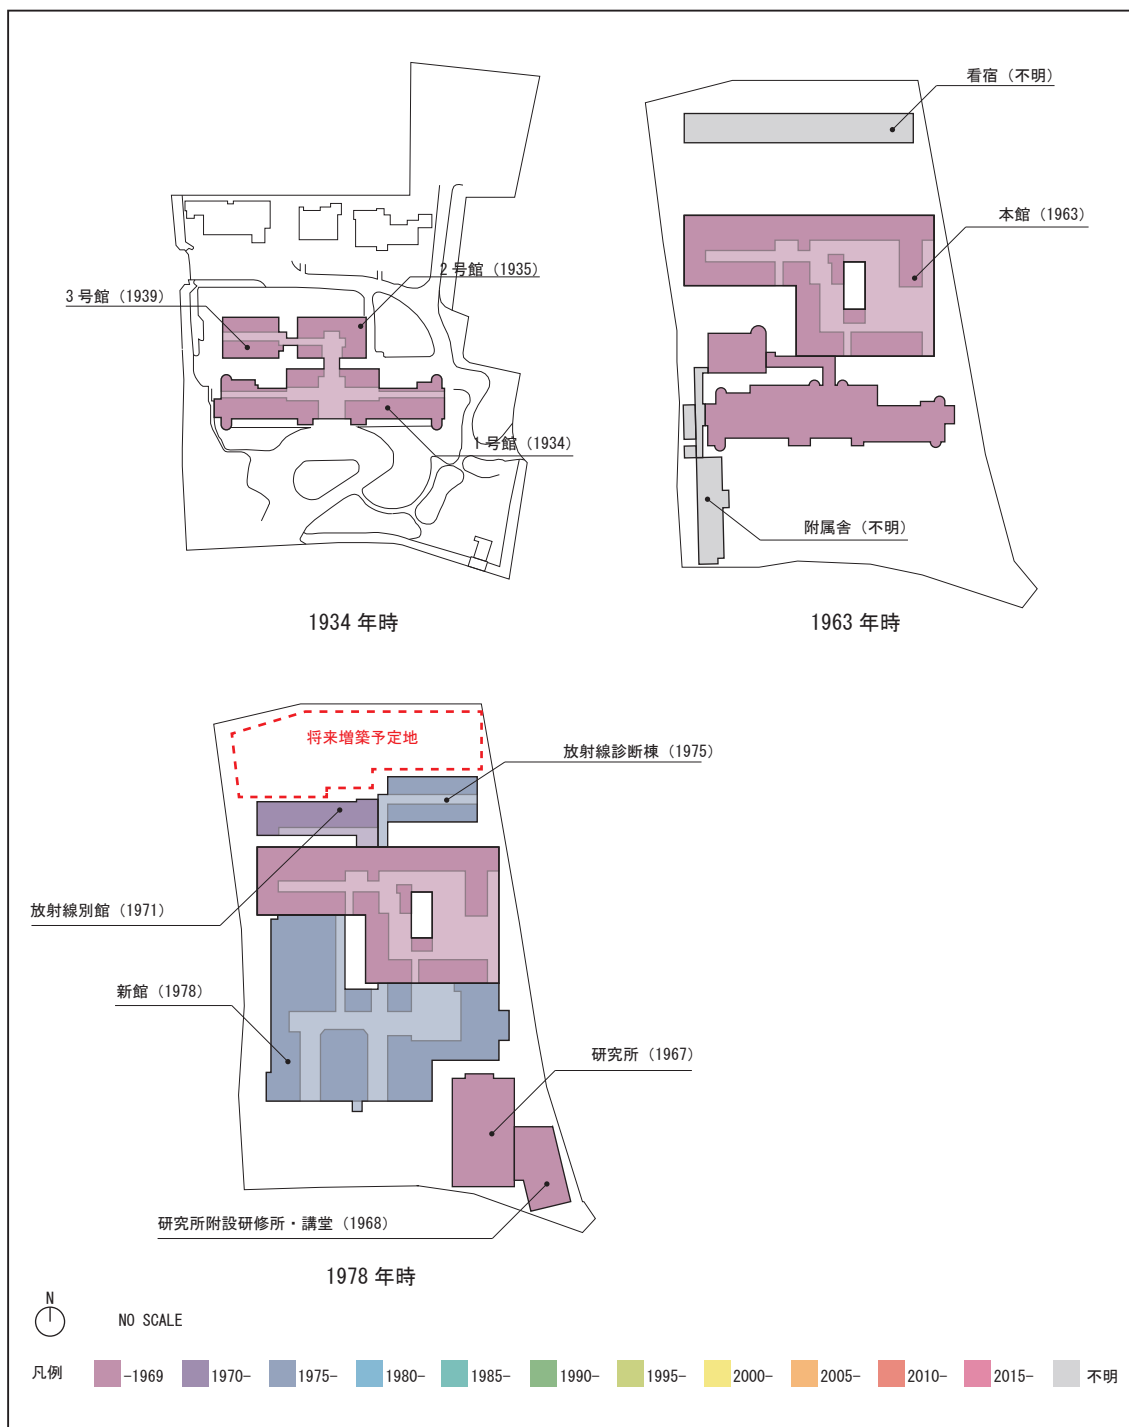 看宿（不明）
本館（1963）
2 号館（1935）
3 号館（1939）
1 号館（1934）
附属舎（不明）
1934 年時
1963 年時
将来増築予定地
放射線診断棟（1975）
放射線別館（1971）
新館（1978）
研究所（1967）
研究所附設研修所・講堂（1968）
1978 年時
N
NO SCALE
凡例 -1969 1970- 1975- 1980- 1985- 1990- 1995- 2000- 2005- 2010- 2015- 不明